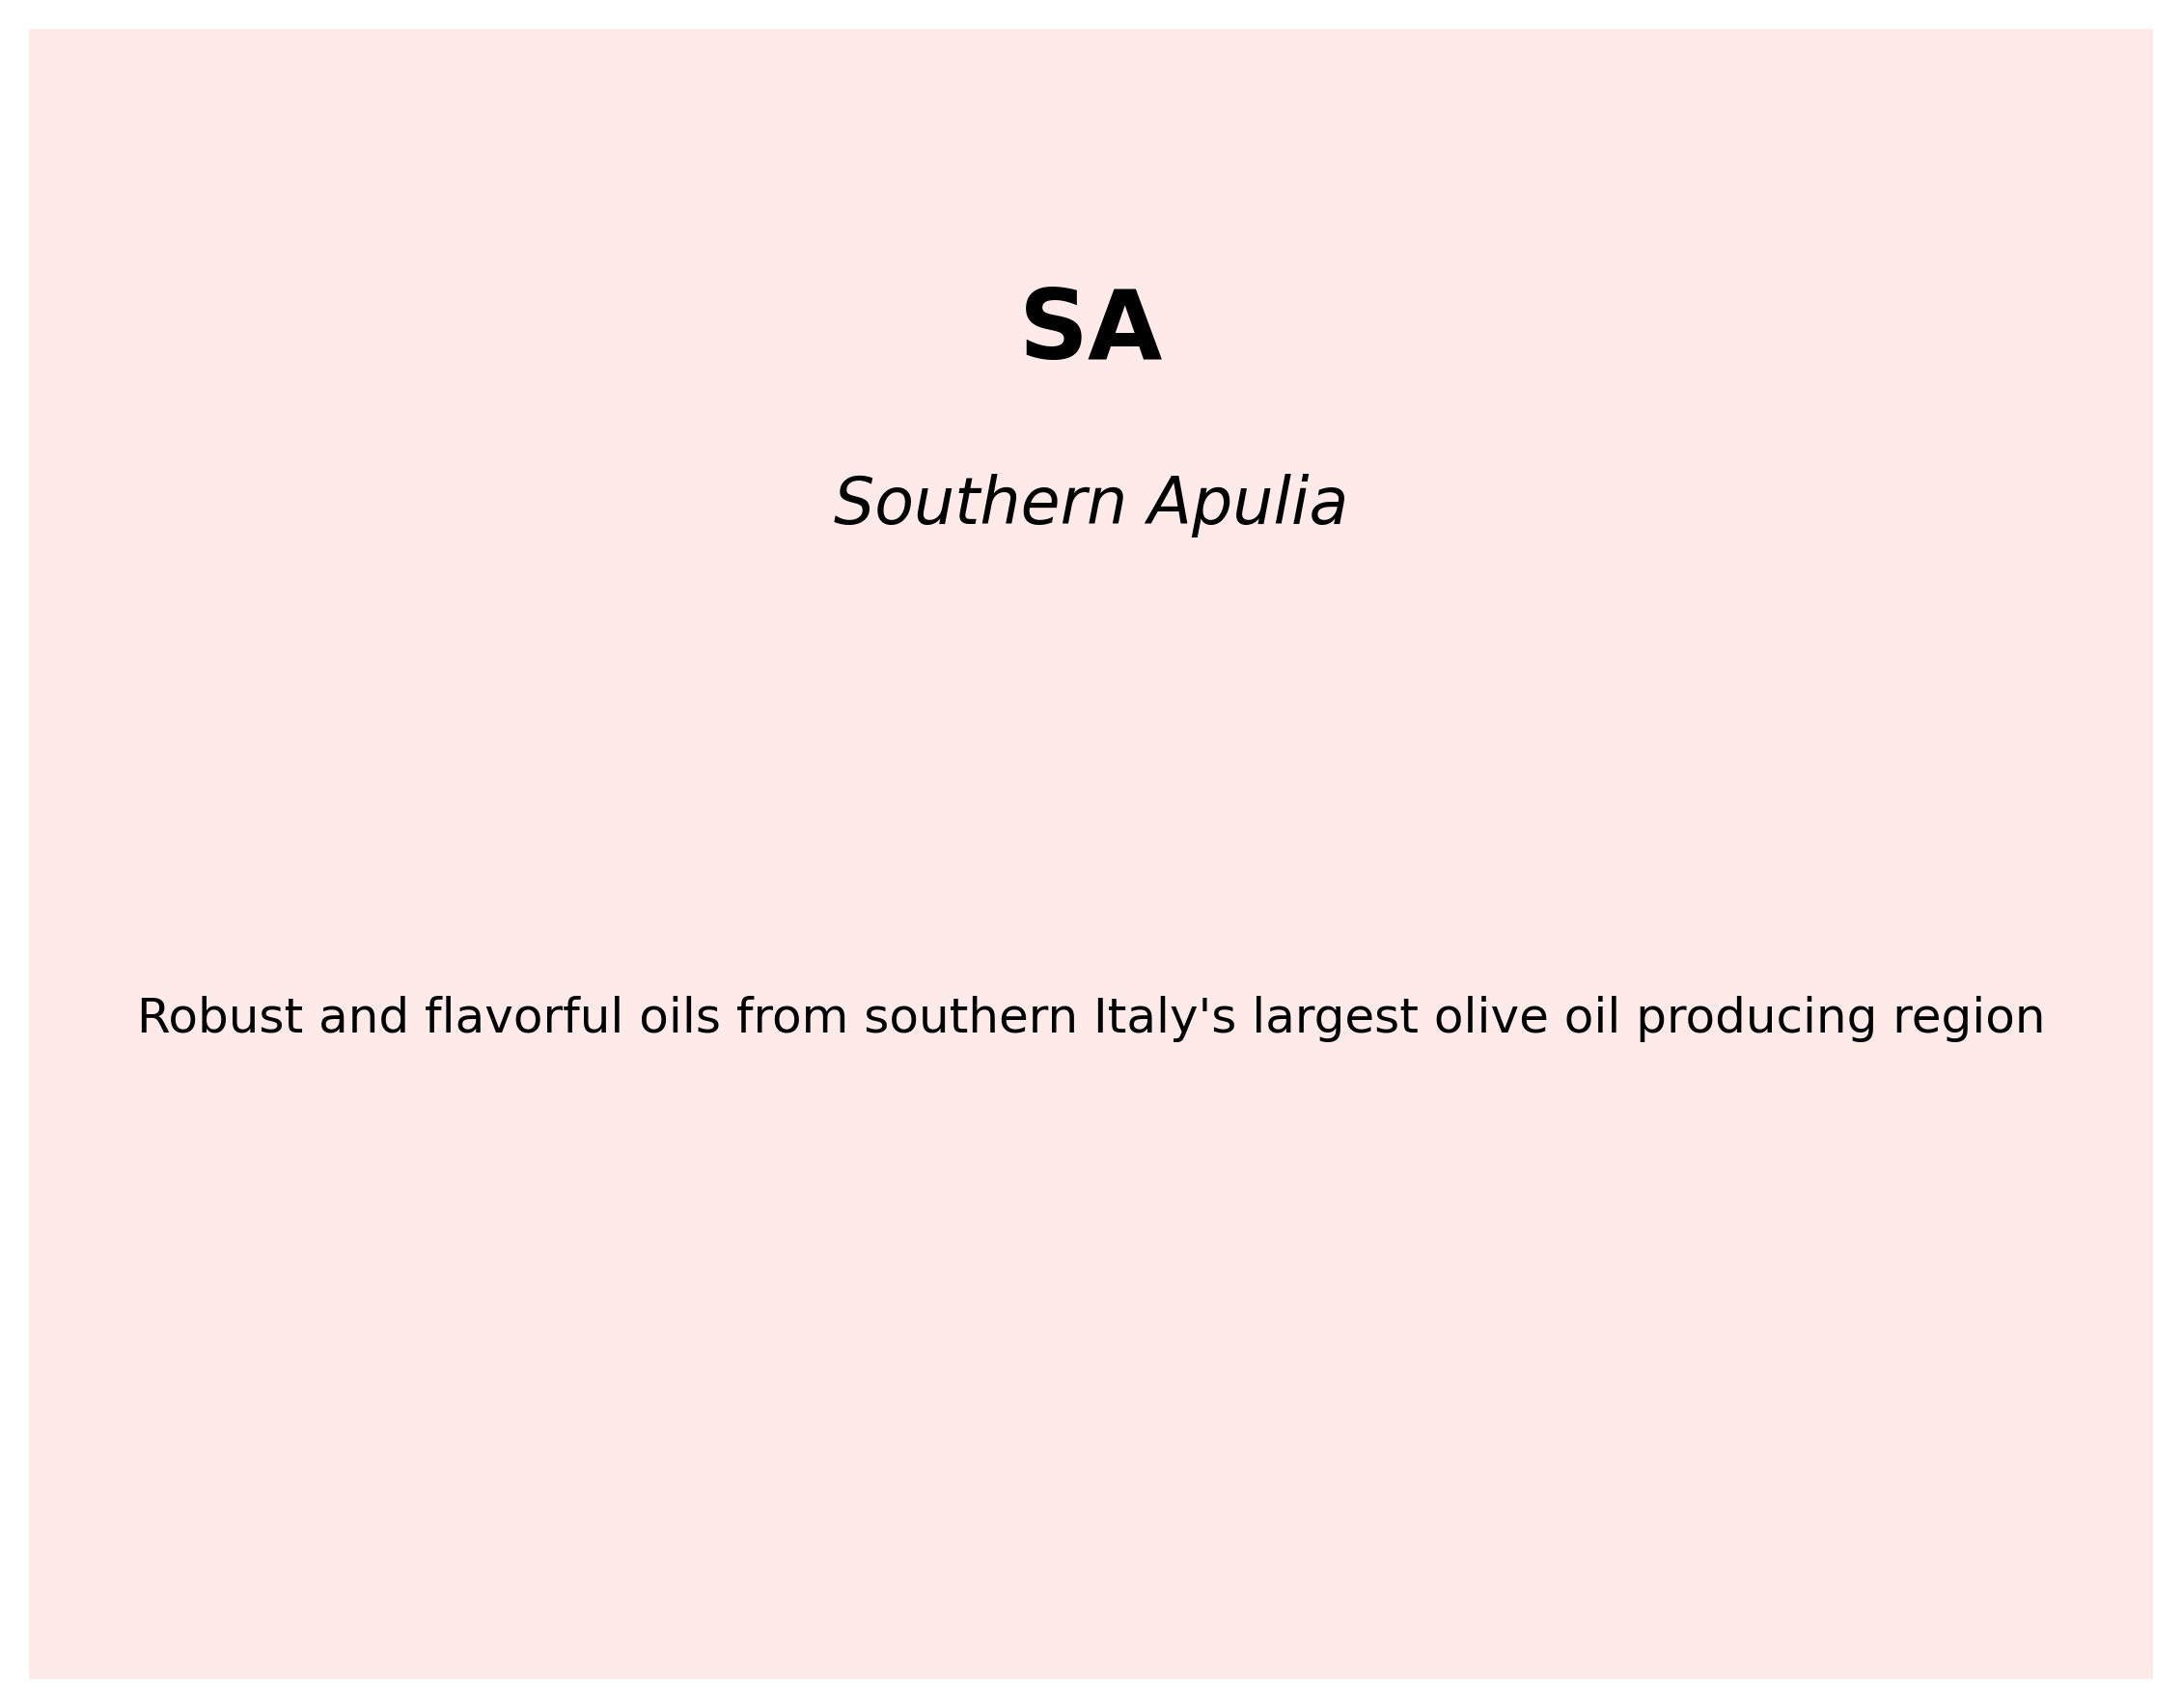 SA
Southern Apulia
Robust and flavorful oils from southern Italy's largest olive oil producing region